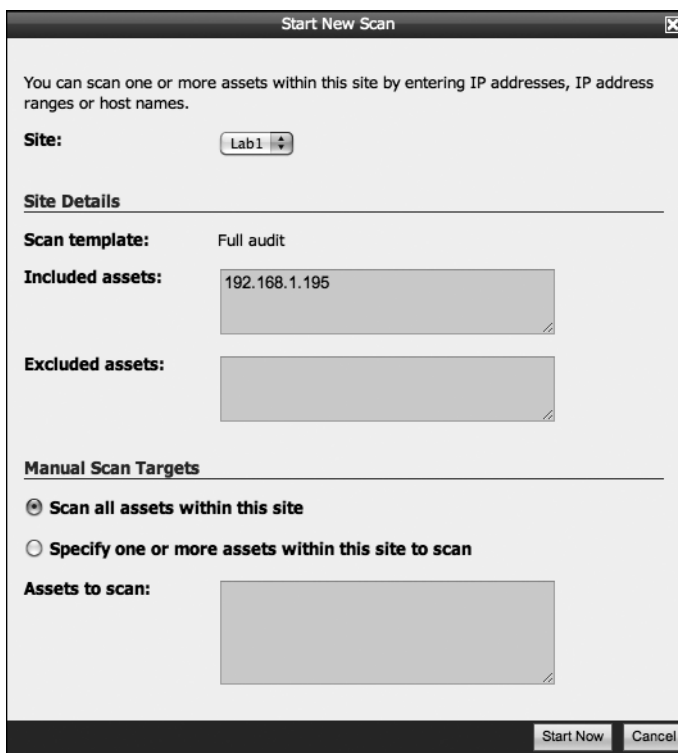 Start New Scan
You can scan one or more assets within this site by entering IP addresses, IP address
ranges or host names.
Site: Lab1
Site Details
Scan template: Full audit
Included assets: 192.168.1.195
Excluded assets:
Manual Scan Targets
Scan all assets within this site
Specify one or more assets within this site to scan
Assets to scan:
Start Now Cancel